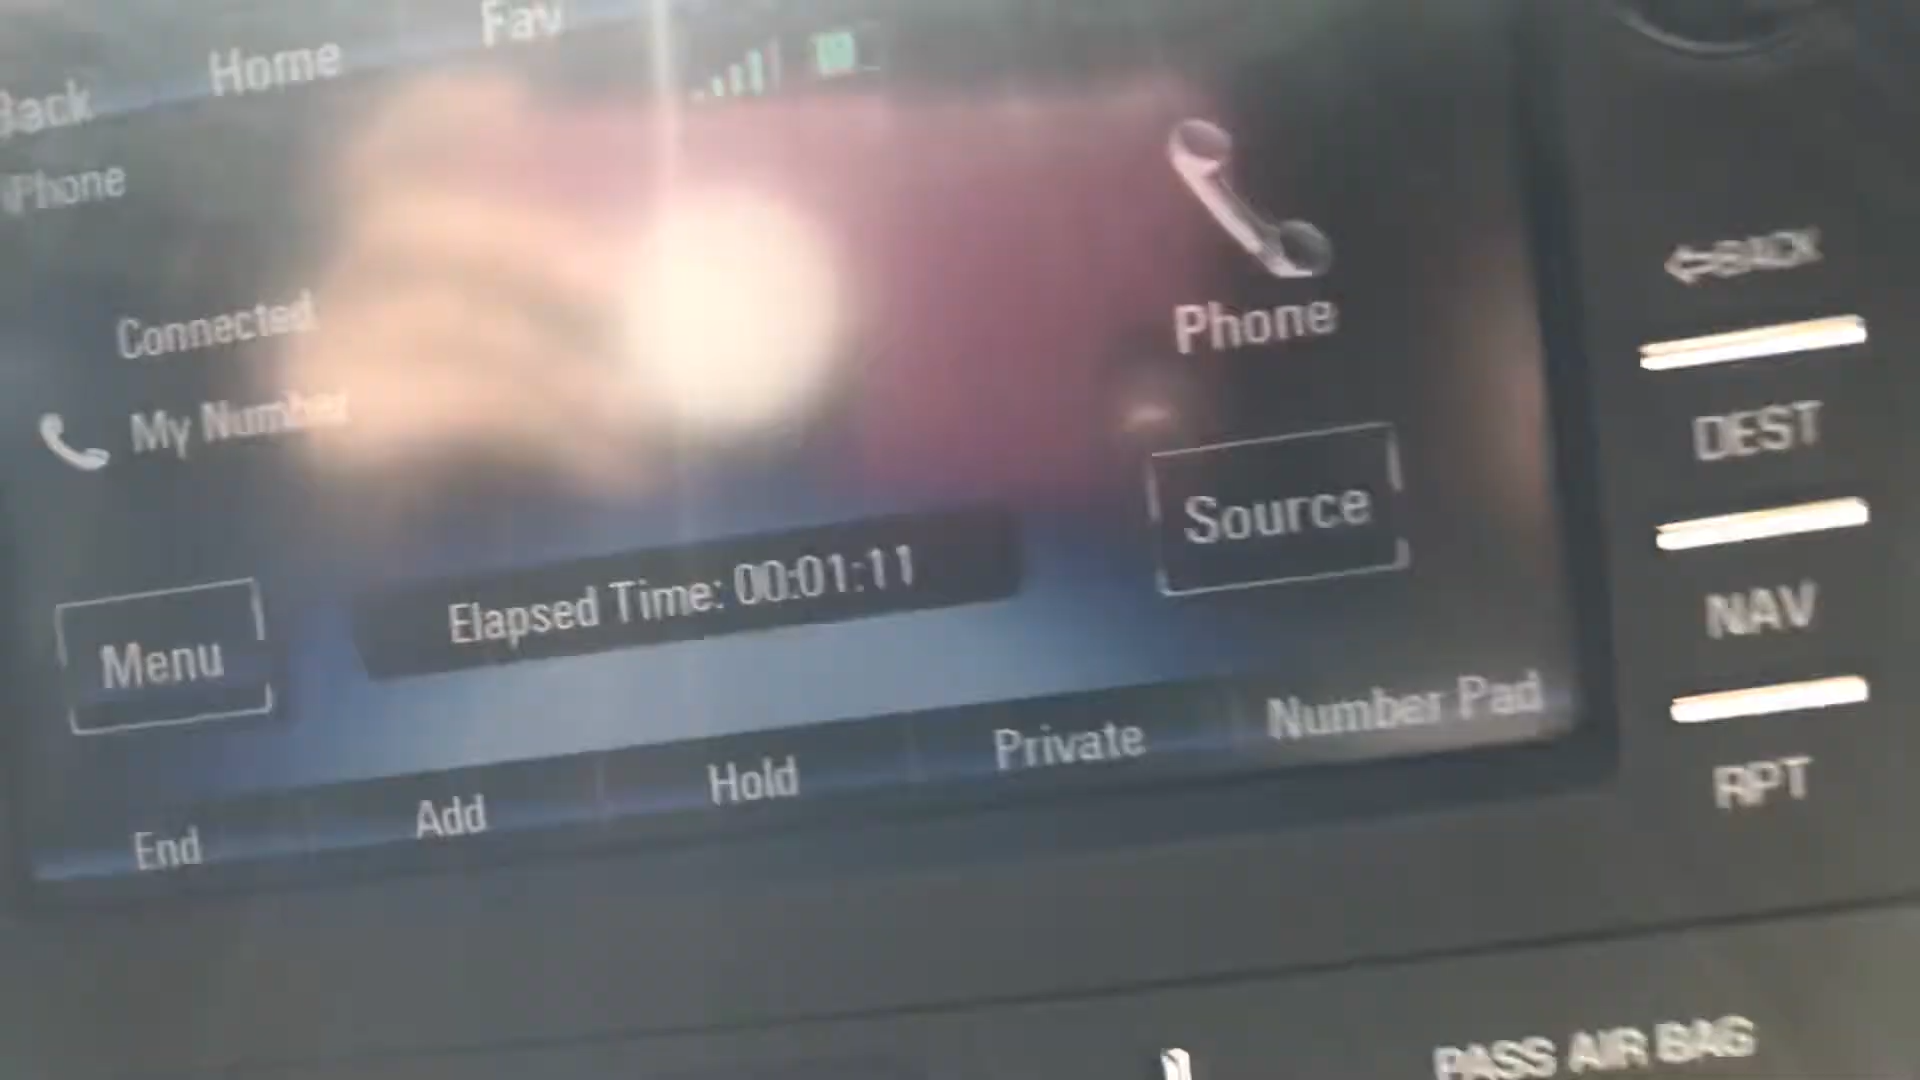 Back Home Fav
iPhone
Connected
My Number
Phone
Source
Elapsed Time: 00:01:11
Menu
End Add Hold Private Number Pad
BACK
DEST
NAV
RPT
PASS AIR BAG